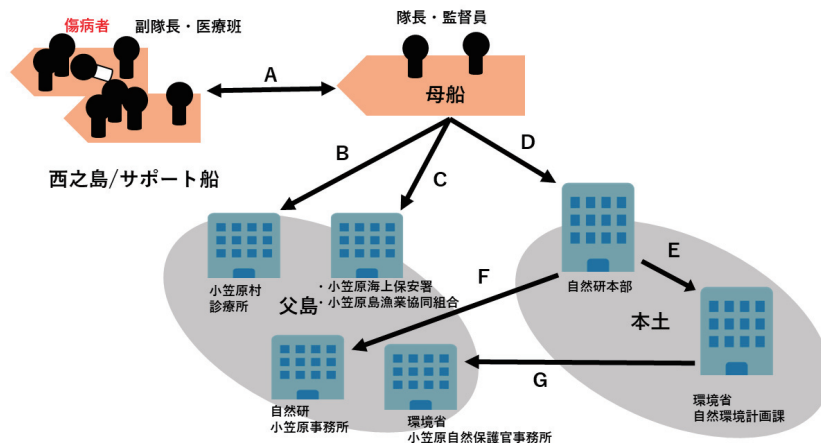 傷病者
副隊長・医療班
隊長・監督員
A
母船
西之島/サポート船
B
C
D
小笠原村
診療所
・小笠原海上保安署
・小笠原島漁業協同組合
父島
自然研本部
E
F
本土
G
自然研
小笠原事務所
環境省
小笠原自然保護官事務所
環境省
自然環境計画課